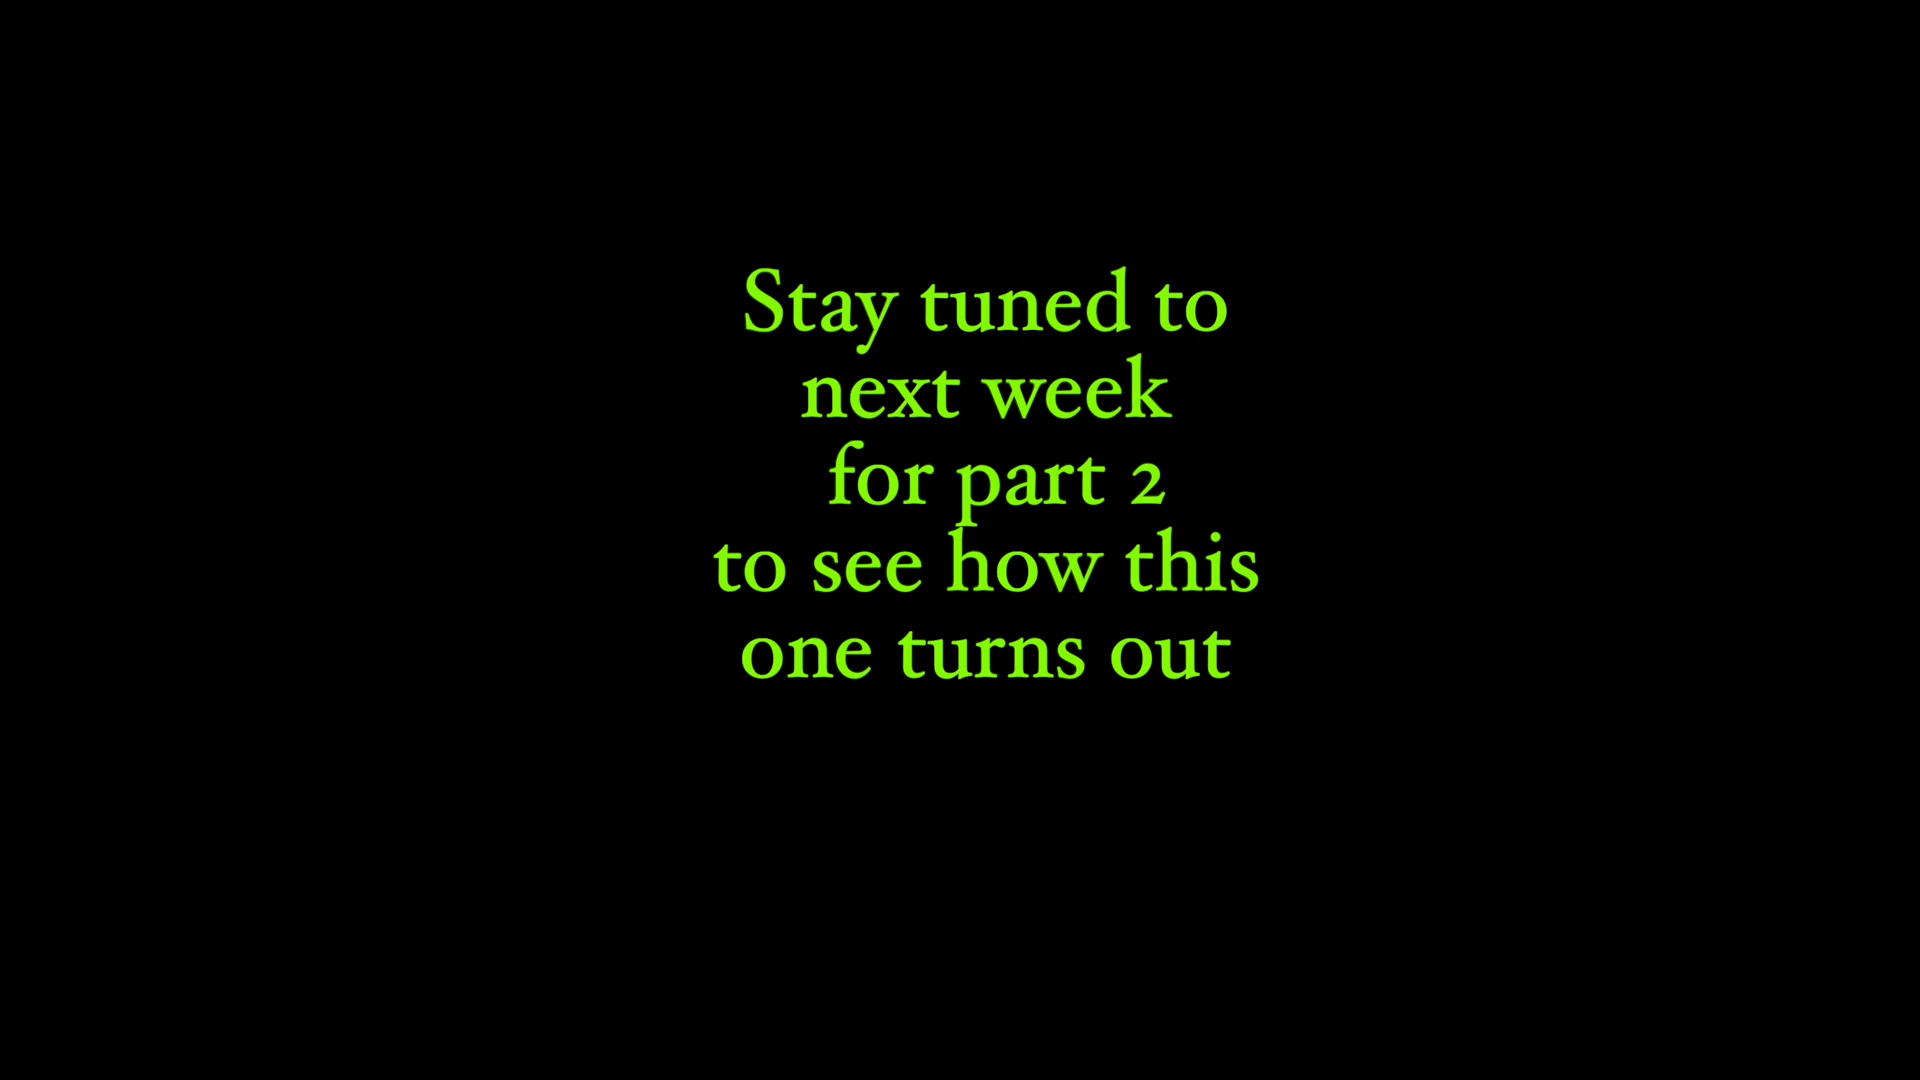 Stay tuned to
next week
for part 2
to see how this
one turns out